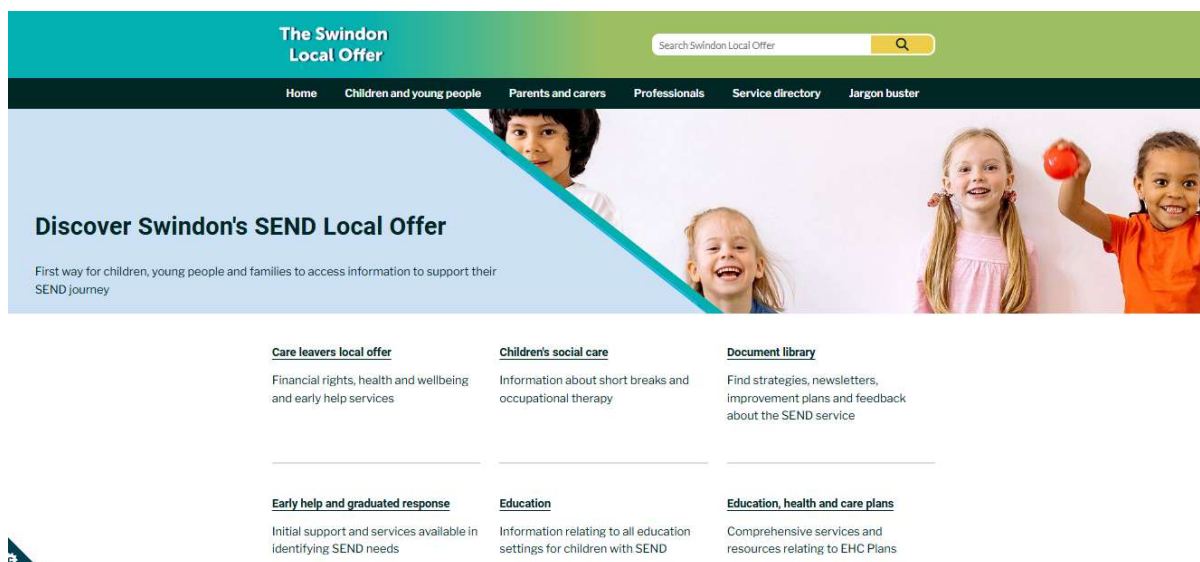 The Swindon
Local Offer
Search Swindon Local Offer
Home Children and young people Parents and carers Professionals Service directory Jargon buster
Discover Swindon's SEND Local Offer
First way for children, young people and families to access information to support their
SEND journey
Care leavers local offer
Financial rights, health and wellbeing
and early help services
Children's social care
Information about short breaks and
occupational therapy
Document library
Find strategies, newsletters,
improvement plans and feedback
about the SEND service
Early help and graduated response
Initial support and services available in
identifying SEND needs
Education
Information relating to all education
settings for children with SEND
Education, health and care plans
Comprehensive services and
resources relating to EHC Plans